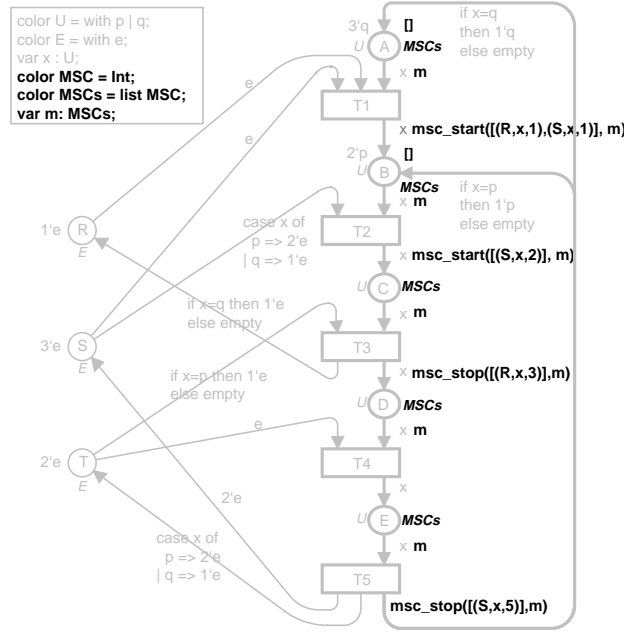 color U = with p | q;
color E = with e;
var x : U;
color MSC = Int;
color MSCs = list MSC;
var m: MSCs;
3‘q
[]
if x=q
then 1‘q
else empty
U
A
MSCs
x m
e
T1
e
x msc_start([(R,x,1),(S,x,1)], m)
2‘p
[]
U
B
MSCs
if x=p
then 1‘p
else empty
x m
case x of
p => 2‘e
| q => 1‘e
T2
1‘e
R
E
x msc_start([(S,x,2)], m)
U
C
MSCs
if x=q then 1‘e
else empty
x m
3‘e
S
E
T3
if x=p then 1‘e
else empty
x msc_stop([(R,x,3)],m)
U
D
MSCs
e
x m
2‘e
T
E
T4
x
2‘e
U
E
MSCs
case x of
p => 2‘e
| q => 1‘e
x m
T5
msc_stop([(S,x,5)],m)